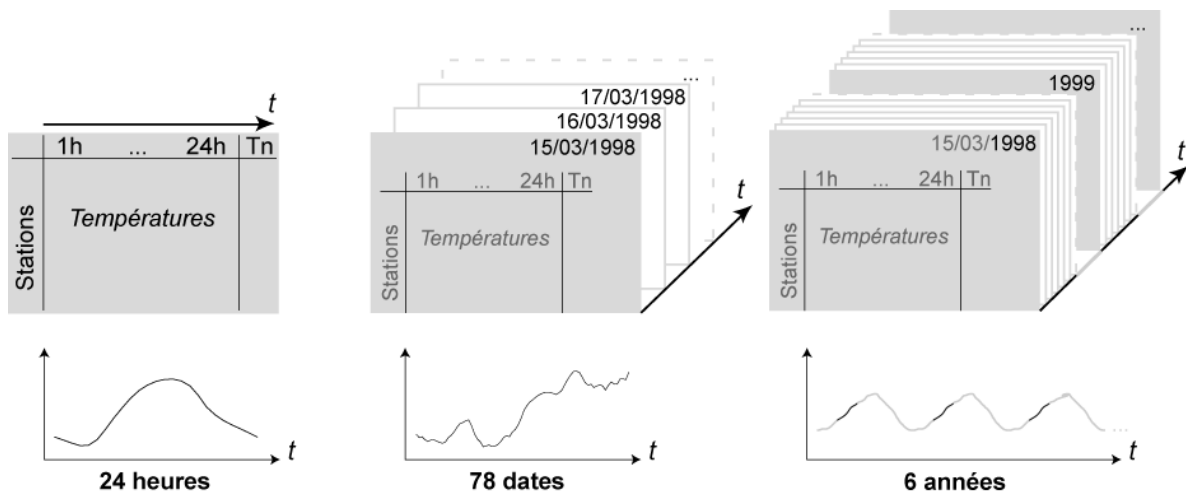 t
1h ... 24h Tn
Stations
Températures
24 heures
t
...
17/03/1998
16/03/1998
15/03/1998
t
1h ... 24h Tn
Stations
Températures
t
78 dates
...
1999
15/03/1998
t
1h ... 24h Tn
Stations
Températures
...
t
6 années